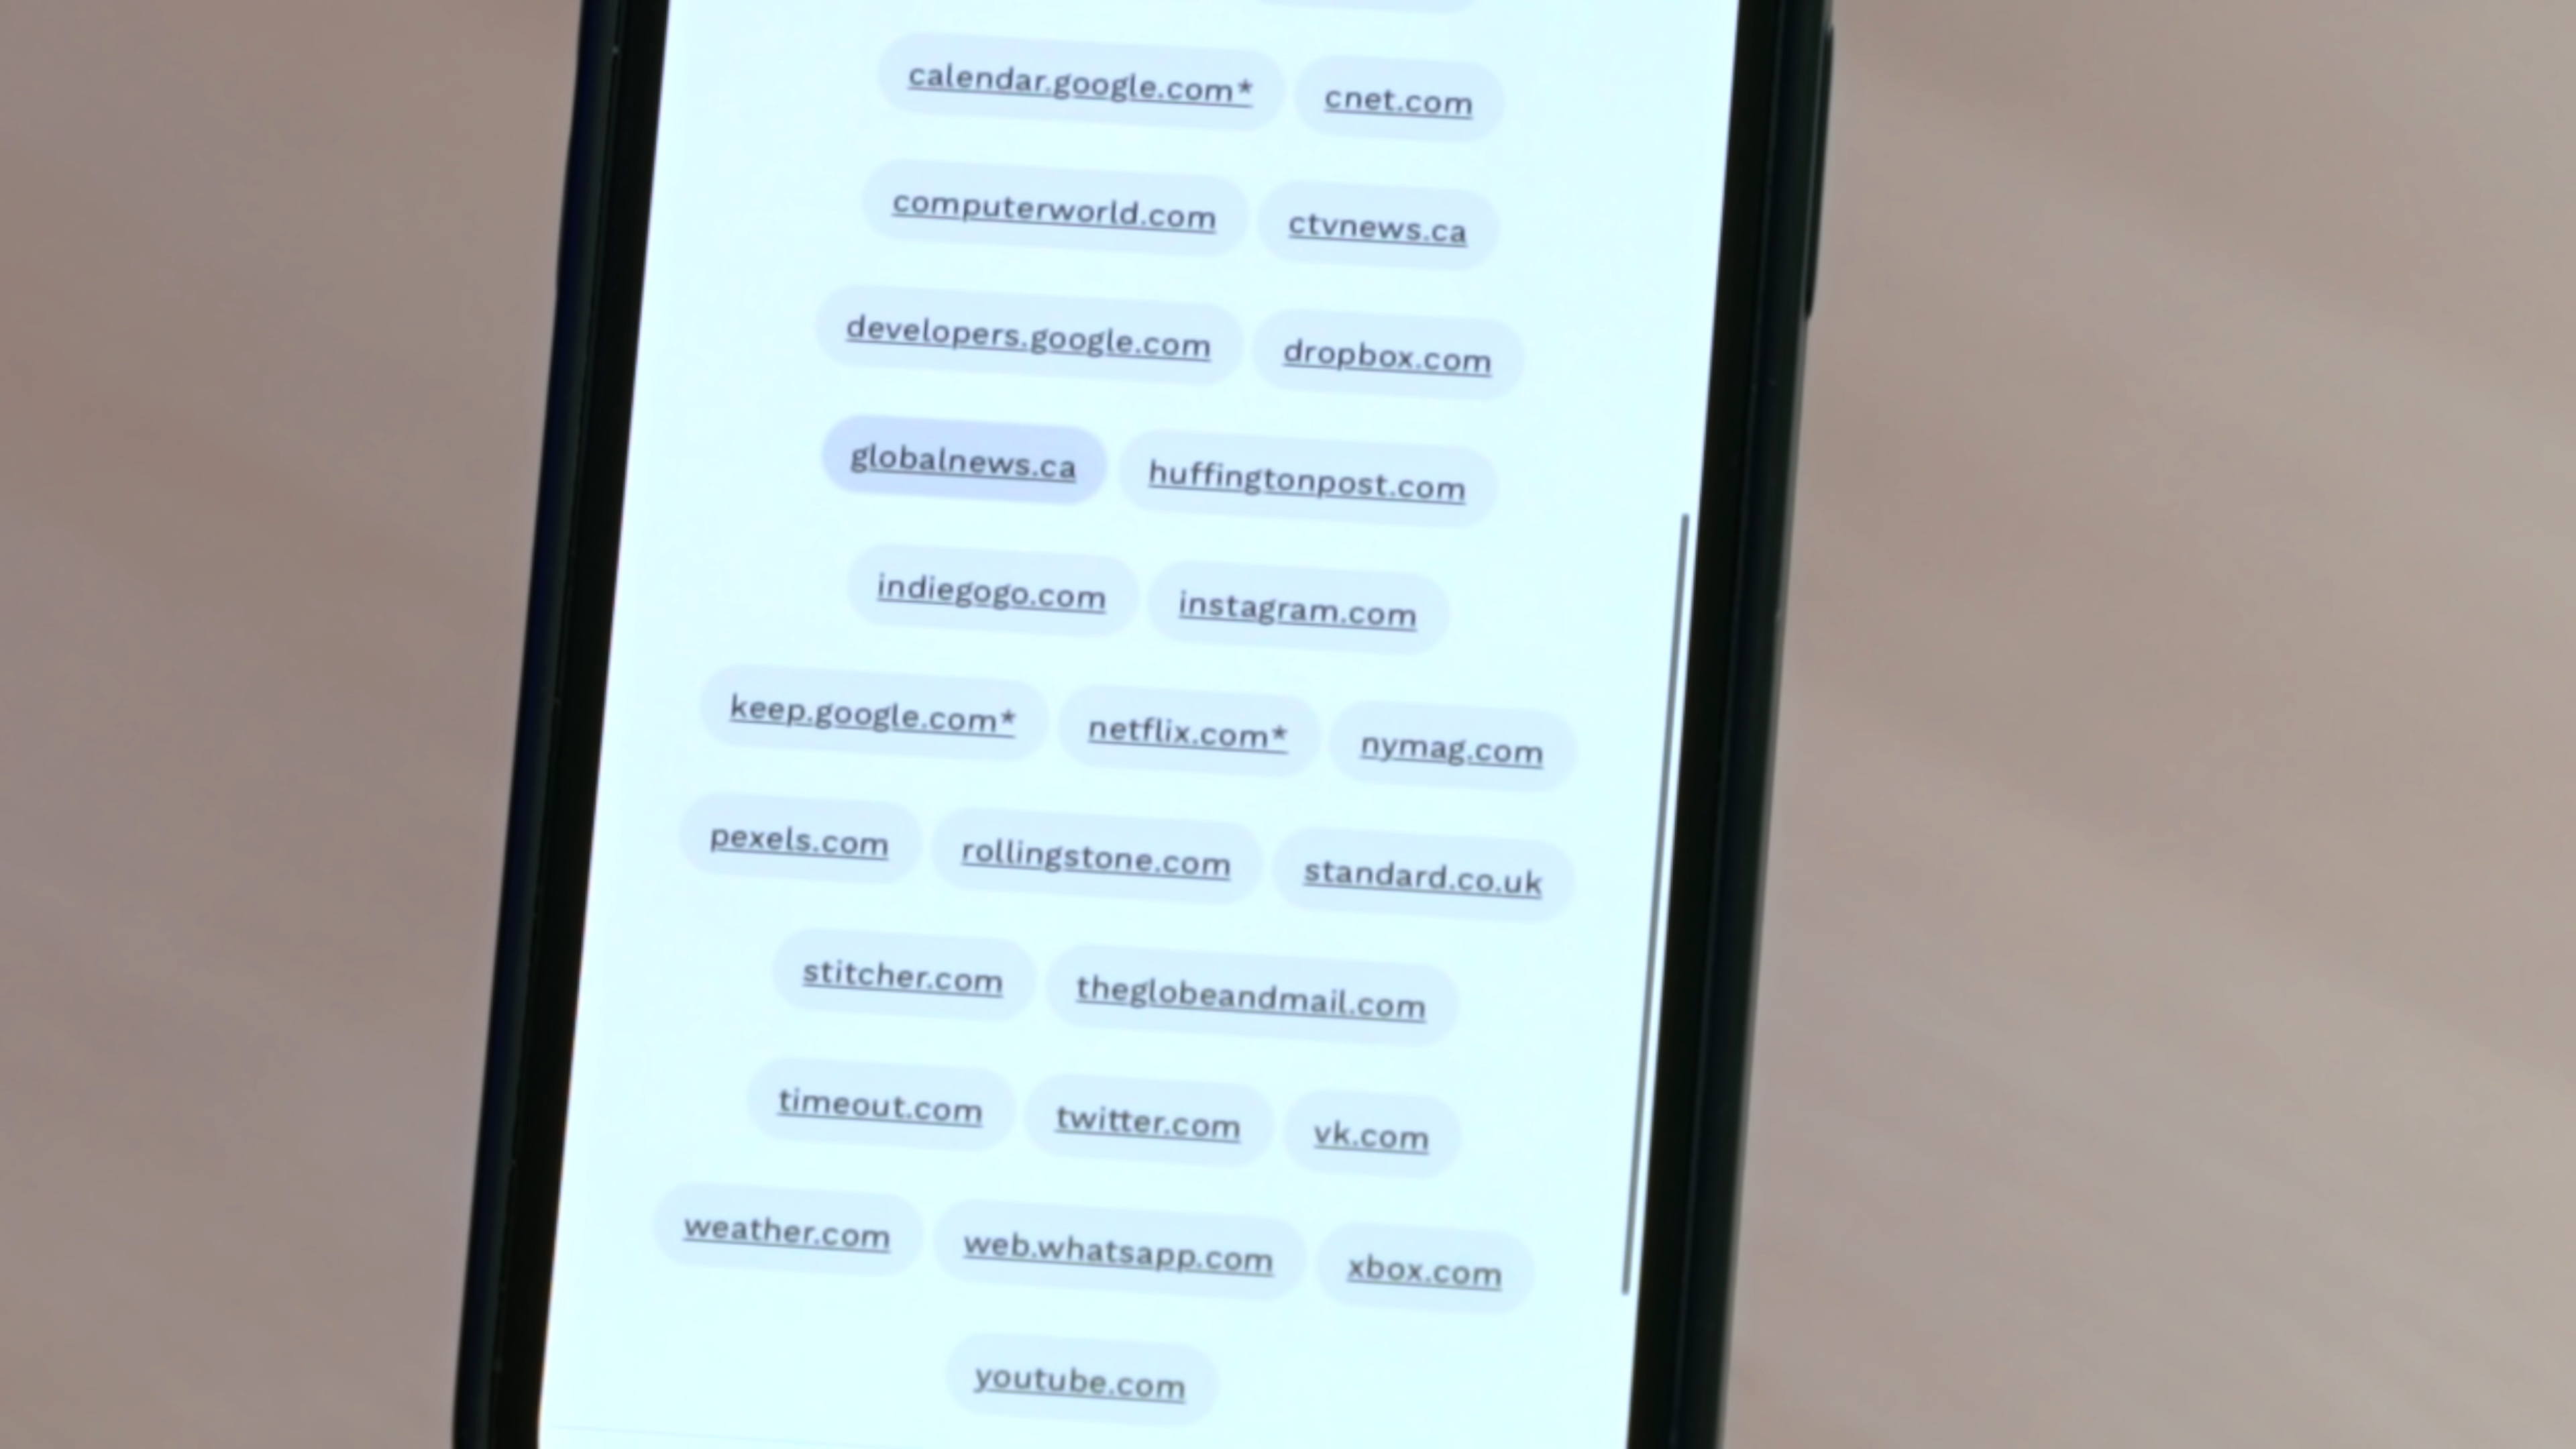 calendar.google.com* cnet.com
computerworld.com ctvnews.ca
developers.google.com dropbox.com
globalnews.ca huffingtonpost.com
indiegogo.com instagram.com
keep.google.com* netflix.com* nymag.com
pexels.com rollingstone.com standard.co.uk
stitcher.com theglobeandmail.com
timeout.com twitter.com vk.com
weather.com web.whatsapp.com xbox.com
youtube.com